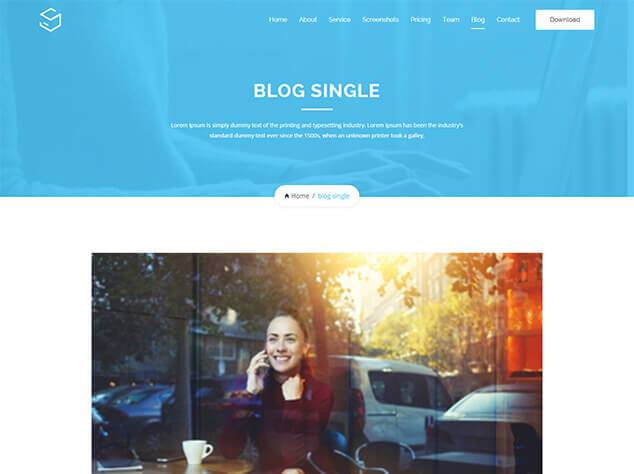 Home About Service Screenshots Pricing Team Blog Contact Download
BLOG SINGLE
Lorem Ipsum is simply dummy text of the printing and typesetting industry. Lorem Ipsum has been the industry's
standard dummy text ever since the 1500s, when an unknown printer took a galley.
Home / blog single